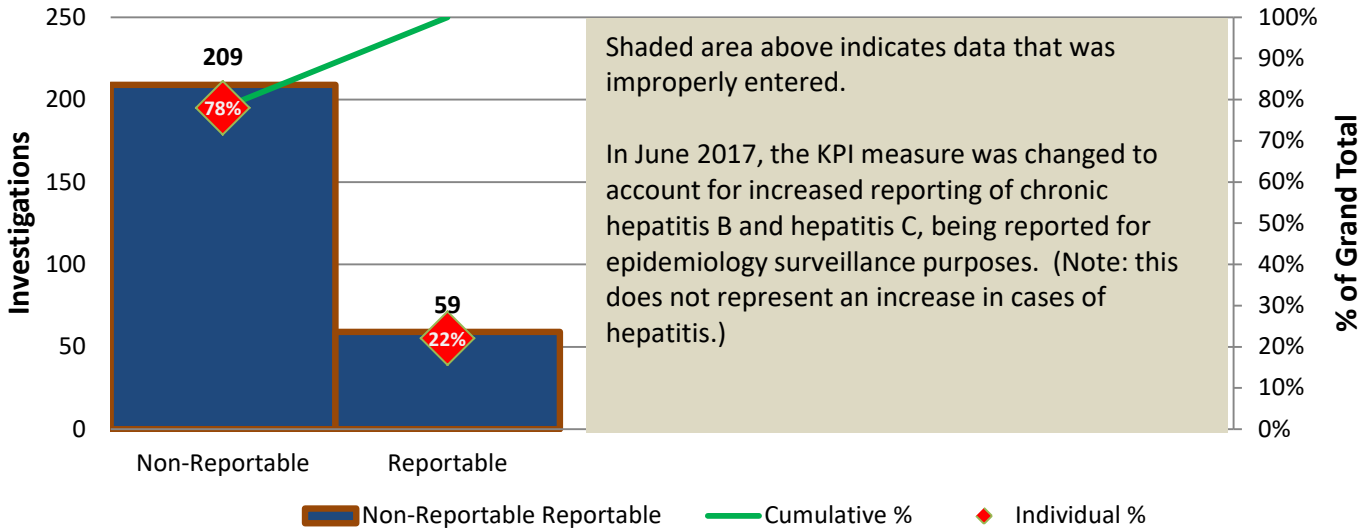 250
200
150
100
50
0
Investigations
209
78%
59
22%
Non-Reportable
Reportable
Shaded area above indicates data that was
improperly entered.
In June 2017, the KPI measure was changed to
account for increased reporting of chronic
hepatitis B and hepatitis C, being reported for
epidemiology surveillance purposes.  (Note: this
does not represent an increase in cases of
hepatitis.)
100%
90%
80%
70%
60%
50%
40%
30%
20%
10%
0%
% of Grand Total
Non-Reportable Reportable
Cumulative %
Individual %